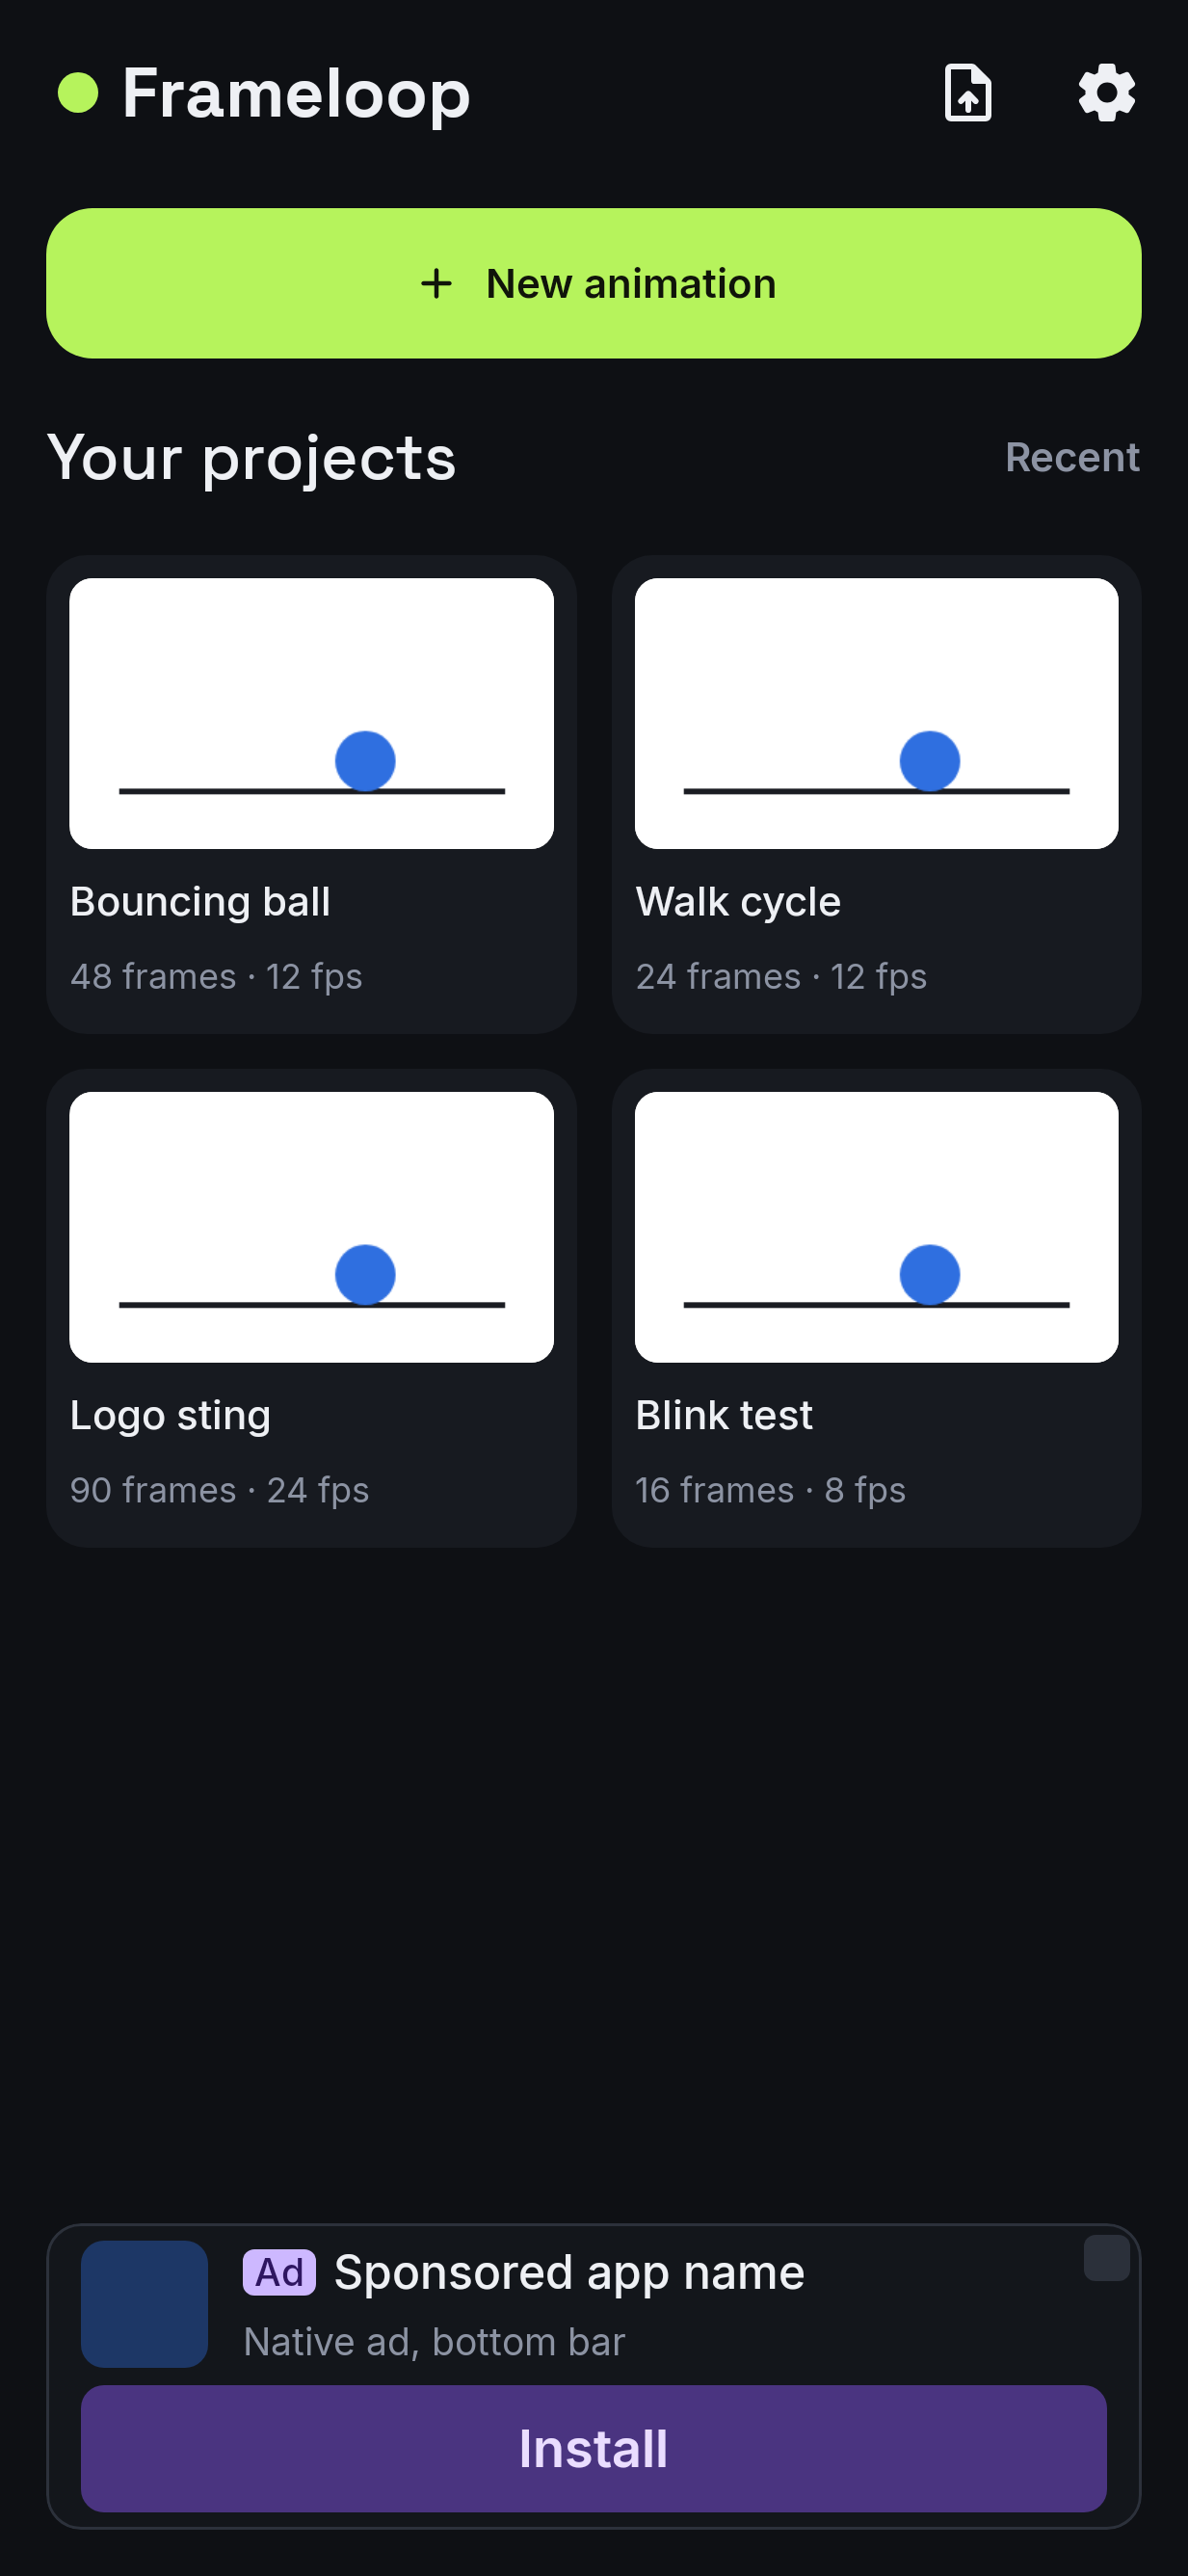 Frameloop
New animation
Your projects
Recent
Bouncing ball
48 frames · 12 fps
Walk cycle
24 frames · 12 fps
Logo sting
90 frames · 24 fps
Blink test
16 frames · 8 fps
Ad Sponsored app name
Native ad, bottom bar
Install